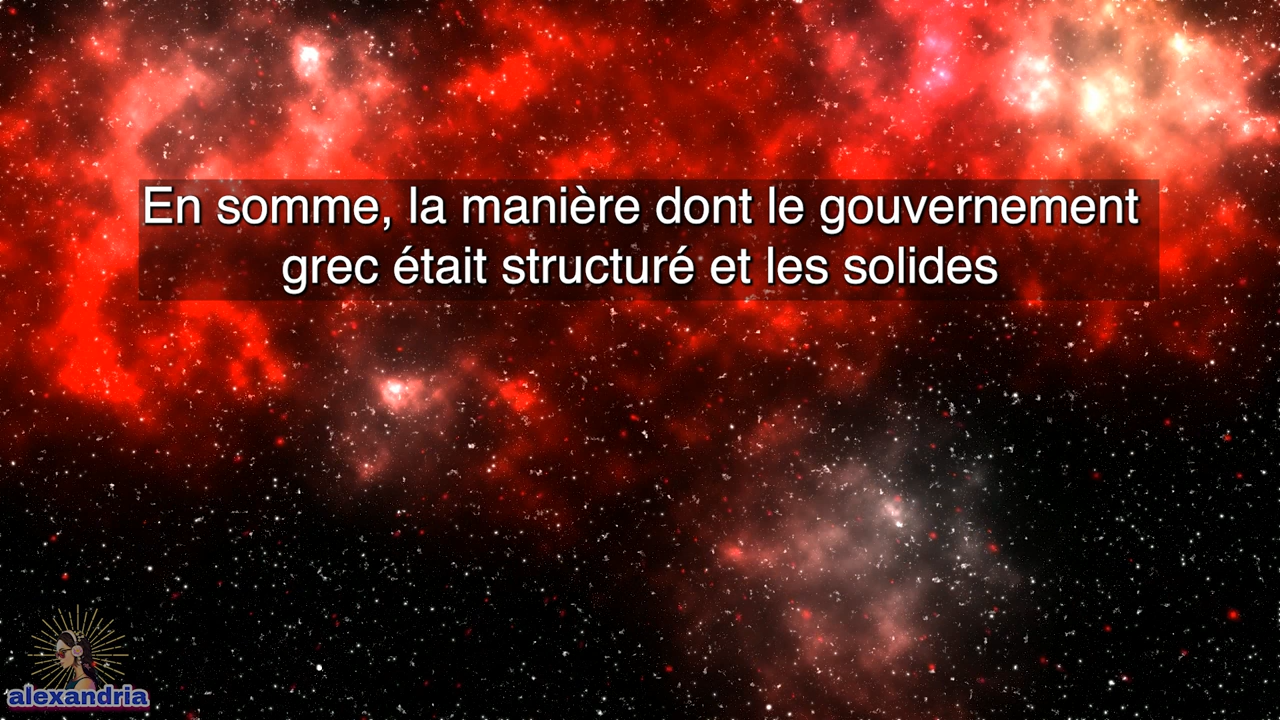 En somme, la manière dont le gouvernement
grec était structuré et les solides
alexandria